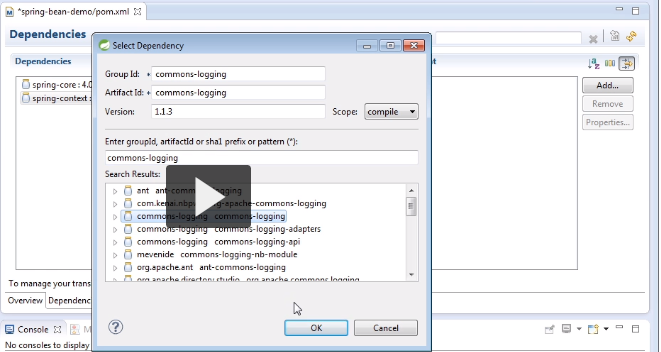 *spring-bean-demo/pom.xml
Dependencies
Select Dependency
Dependencies
Group Id: * commons-logging
Artifact Id: * commons-logging
Version: 1.1.3 Scope: compile
spring-core : 4.0
spring-context :
Add...
Remove
Properties...
Enter groupId, artifactId or sha1 prefix or pattern (*):
commons-logging
Search Results:
ant ant-commons-logging
com.kenai.nbpw apache-commons-logging
commons-logging commons-logging
commons-logging commons-logging-adapters
commons-logging commons-logging-api
mevenide commons-logging-nb-module
org.apache.ant ant-commons-logging
org.apache.directory.studio org.apache.commons.logging
To manage your trans
Overview Dependenc
OK Cancel
Console M
No consoles to display